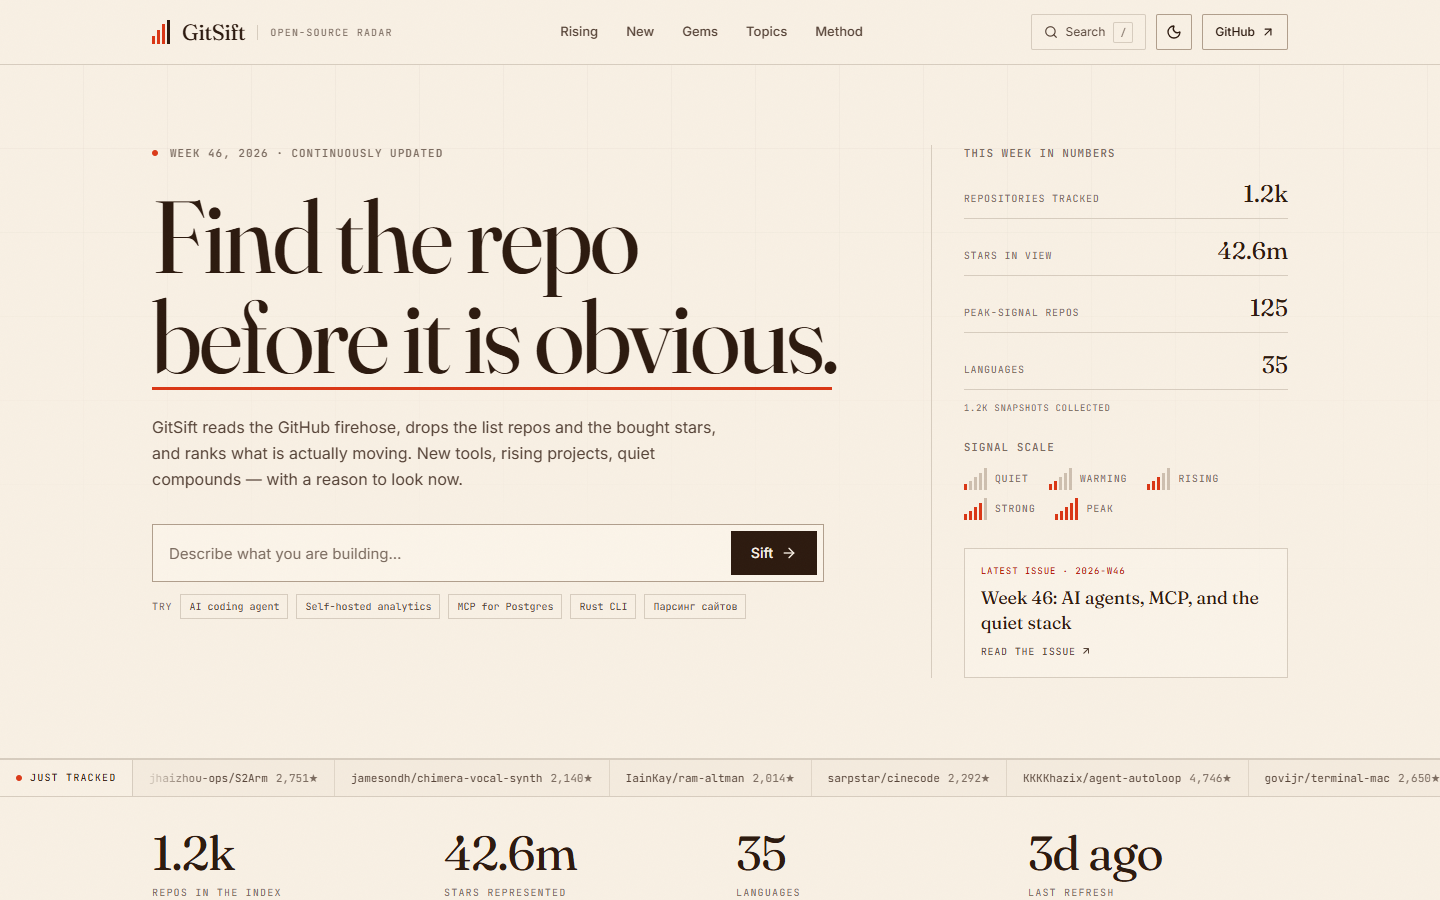 GitSift
OPEN-SOURCE RADAR
Rising
New
Gems
Topics
Method
Search /
GitHub
WEEK 46, 2026 · CONTINUOUSLY UPDATED
Find the repo
before it is obvious.
GitSift reads the GitHub firehose, drops the list repos and the bought stars,
and ranks what is actually moving. New tools, rising projects, quiet
compounds — with a reason to look now.
Describe what you are building...
Sift →
TRY
AI coding agent
Self-hosted analytics
MCP for Postgres
Rust CLI
Парсинг сайтов
THIS WEEK IN NUMBERS
REPOSITORIES TRACKED 1.2k
STARS IN VIEW 42.6m
PEAK-SIGNAL REPOS 125
LANGUAGES 35
1.2K SNAPSHOTS COLLECTED
SIGNAL SCALE
QUIET
WARMING
RISING
STRONG
PEAK
LATEST ISSUE · 2026-W46
Week 46: AI agents, MCP, and the
quiet stack
READ THE ISSUE
JUST TRACKED
jhaizhou-ops/S2Arm 2,751★
jamesondh/chimera-vocal-synth 2,140★
IainKay/ram-altman 2,014★
sarpstar/cinecode 2,292★
KKKKhazix/agent-autoloop 4,746★
govijr/terminal-mac 2,650★
1.2k
REPOS IN THE INDEX
42.6m
STARS REPRESENTED
35
LANGUAGES
3d ago
LAST REFRESH